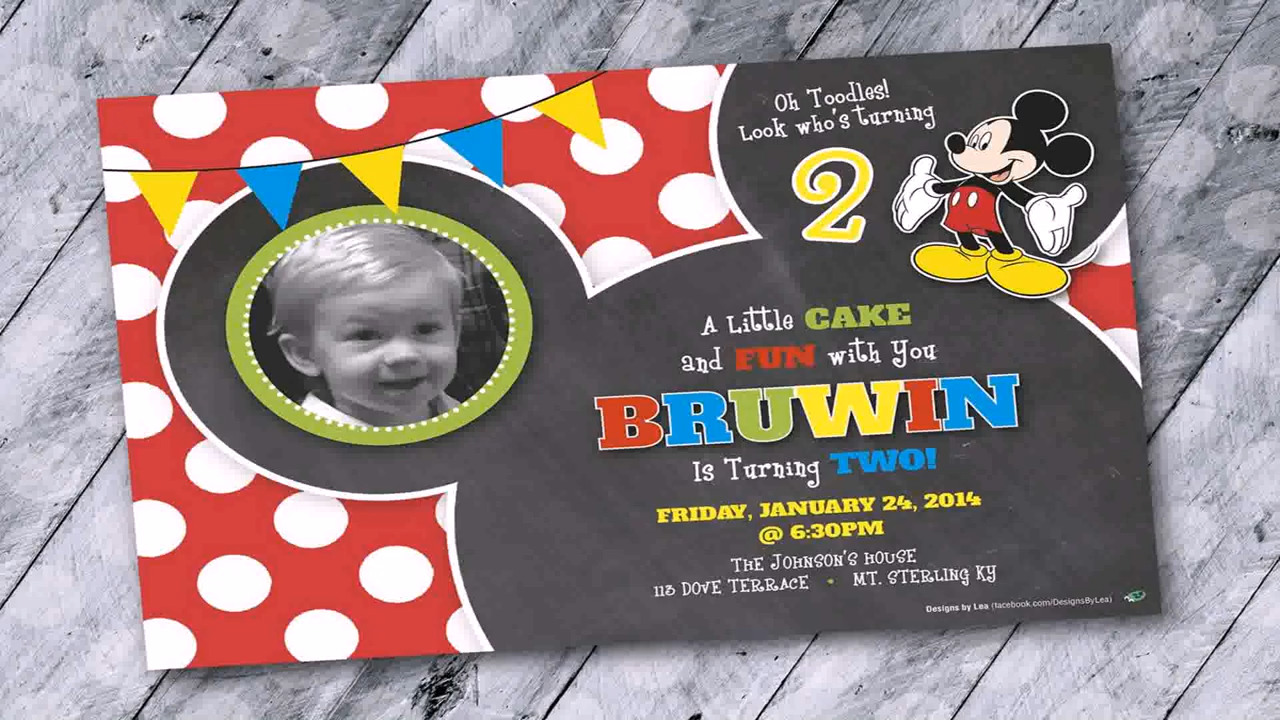 Oh Toodles!
Look who's turning
2
A Little CAKE
and FUN with You
BRUWIN
Is Turning TWO!
FRIDAY, JANUARY 24, 2014
@ 6:30PM
THE JOHNSON'S HOUSE
113 DOVE TERRACE • MT. STERLING KY
Designs by Lea (facebook.com/DesignsByLea)